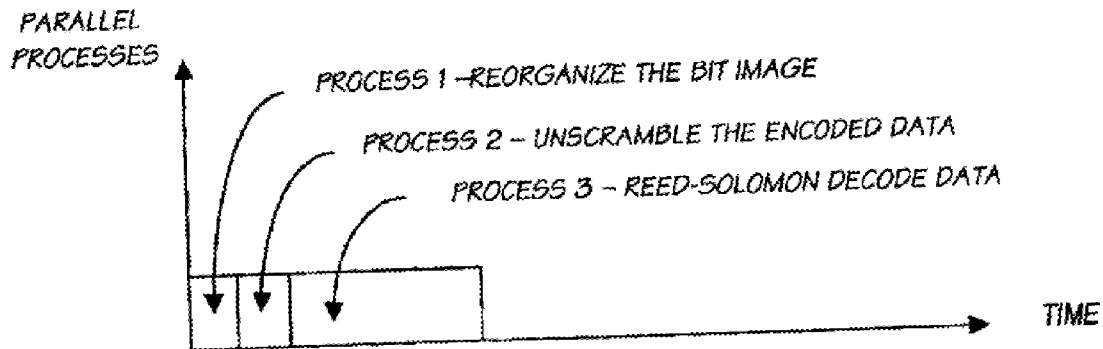 PARALLEL
PROCESSES
PROCESS 1 –REORGANIZE THE BIT IMAGE
PROCESS 2 – UNSCRAMBLE THE ENCODED DATA
PROCESS 3 – REED-SOLOMON DECODE DATA
TIME